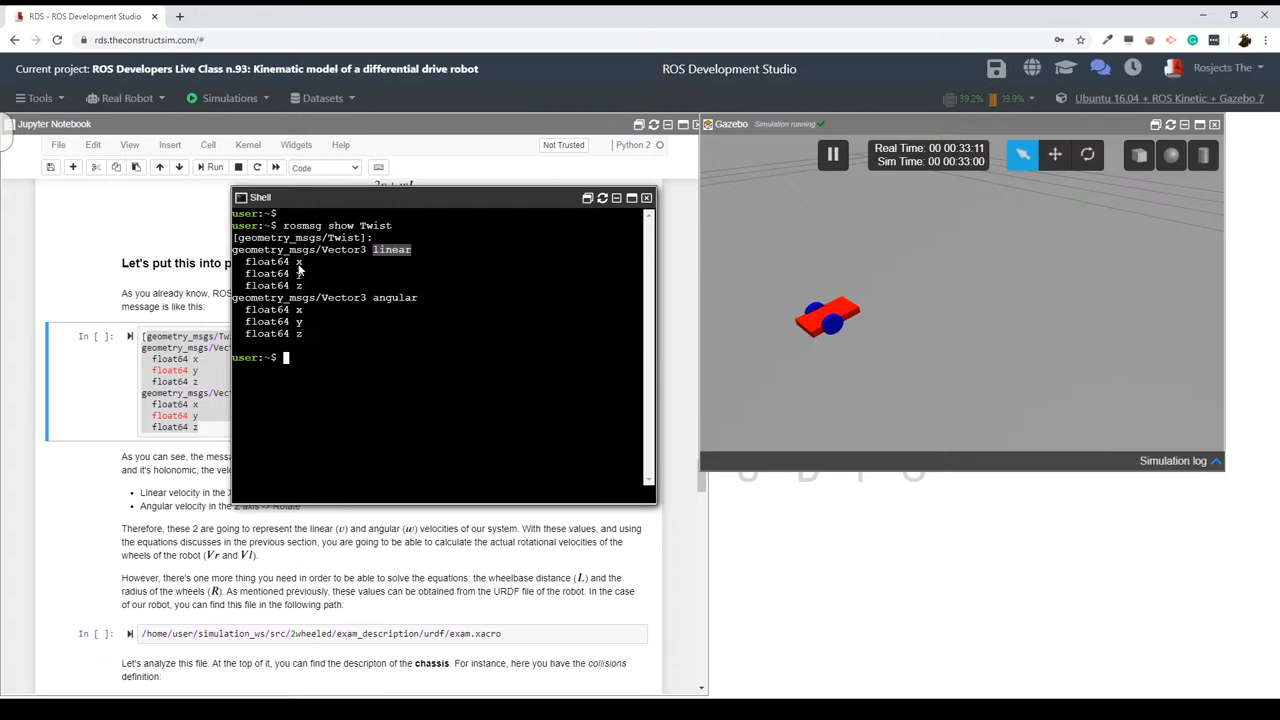 RDS - ROS Development Studio
rds.theconstructsim.com/#
Current project: ROS Developers Live Class n.93: Kinematic model of a differential drive robot
ROS Development Studio
Rosjects The
Tools
Real Robot
Simulations
Datasets
39.2%
19.9%
Ubuntu 16.04 + ROS Kinetic + Gazebo 7
Jupyter Notebook
File
Edit
View
Insert
Cell
Kernel
Widgets
Help
Not Trusted
Python 2
Run
Code
Let's put this into p
As you already know, ROS
message is like this:
In [ ]:
[geometry_msgs/Tw
geometry_msgs/Vec
float64 x
float64 y
float64 z
geometry_msgs/Vec
float64 x
float64 y
float64 z
As you can see, the messa
and it's holonomic, the velo
• Linear velocity in the X
• Angular velocity in the Z axis -> Rotate
Therefore, these 2 are going to represent the linear (v) and angular (w) velocities of our system. With these values, and using
the equations discusses in the previous section, you are going to be able to calculate the actual rotational velocities of the
wheels of the robot (Vr and Vl).
However, there's one more thing you need in order to be able to solve the equations: the wheelbase distance (L) and the
radius of the wheels (R). As mentioned previously, these values can be obtained from the URDF file of the robot. In the case
of our robot, you can find this file in the following path:
In [ ]:
/home/user/simulation_ws/src/2wheeled/exam_description/urdf/exam.xacro
Let's analyze this file. At the top of it, you can find the descripton of the chassis. For instance, here you have the collisions
definition:
Shell
user:~$
user:~$ rosmsg show Twist
[geometry_msgs/Twist]:
geometry_msgs/Vector3 linear
float64 x
float64 y
float64 z
geometry_msgs/Vector3 angular
float64 x
float64 y
float64 z
user:~$
Gazebo
Simulation running
Real Time: 00 00:33:11
Sim Time: 00 00:33:00
Simulation log